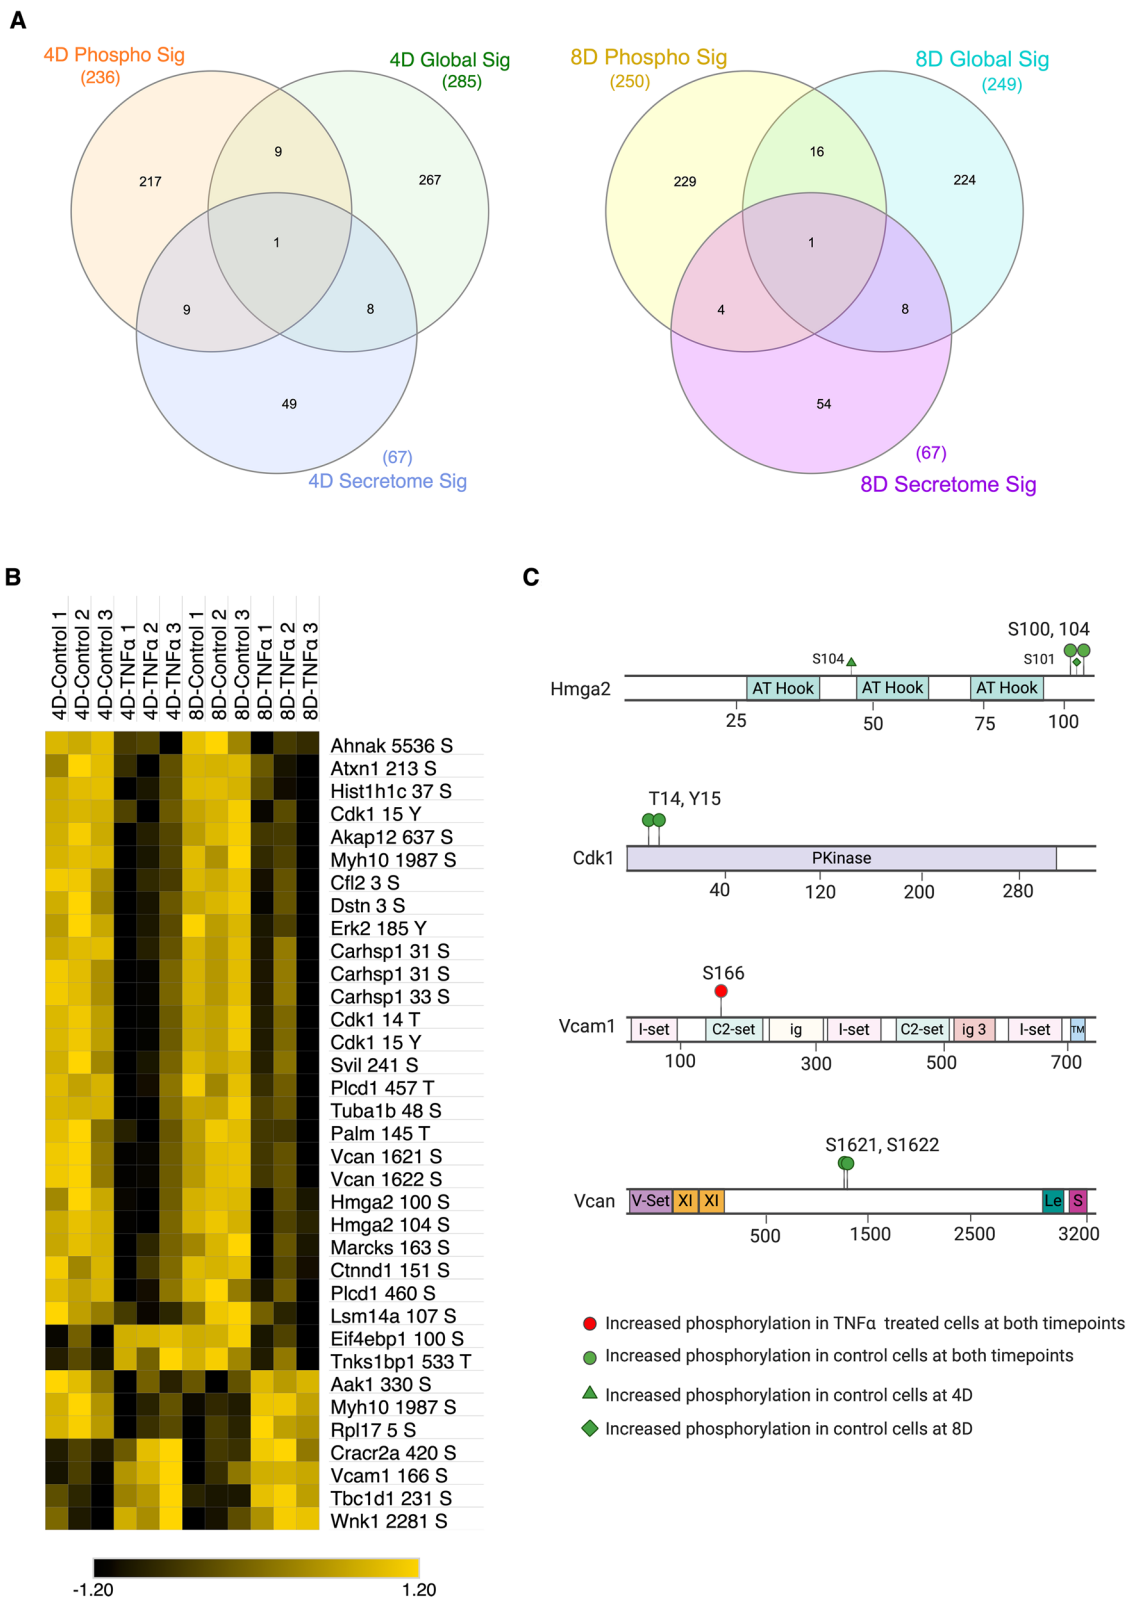 A
4D Phospho Sig
(236)
4D Global Sig
(285)
9
217
267
1
9
8
49
(67)
4D Secretome Sig
8D Phospho Sig
(250)
8D Global Sig
(249)
16
229
224
1
4
8
54
(67)
8D Secretome Sig
B
4D-Control 1
4D-Control 2
4D-Control 3
4D-TNFα 1
4D-TNFα 2
4D-TNFα 3
8D-Control 1
8D-Control 2
8D-Control 3
8D-TNFα 1
8D-TNFα 2
8D-TNFα 3
Ahnak 5536 S
Atxn1 213 S
Hist1h1c 37 S
Cdk1 15 Y
Akap12 637 S
Myh10 1987 S
Cfl2 3 S
Dstn 3 S
Erk2 185 Y
Carhsp1 31 S
Carhsp1 31 S
Carhsp1 33 S
Cdk1 14 T
Cdk1 15 Y
Svil 241 S
Plcd1 457 T
Tuba1b 48 S
Palm 145 T
Vcan 1621 S
Vcan 1622 S
Hmga2 100 S
Hmga2 104 S
Marcks 163 S
Ctnnd1 151 S
Plcd1 460 S
Lsm14a 107 S
Eif4ebp1 100 S
Tnks1bp1 533 T
Aak1 330 S
Myh10 1987 S
Rpl17 5 S
Cracr2a 420 S
Vcam1 166 S
Tbc1d1 231 S
Wnk1 2281 S
-1.20 1.20
C
S100, 104
S104 S101
Hmga2 AT Hook AT Hook AT Hook
25 50 75 100
T14, Y15
Cdk1 PKinase
40 120 200 280
S166
Vcam1 I-set C2-set ig I-set C2-set ig 3 I-set TM
100 300 500 700
S1621, S1622
Vcan V-Set XI XI Le S
500 1500 2500 3200
Increased phosphorylation in TNFα treated cells at both timepoints
Increased phosphorylation in control cells at both timepoints
Increased phosphorylation in control cells at 4D
Increased phosphorylation in control cells at 8D